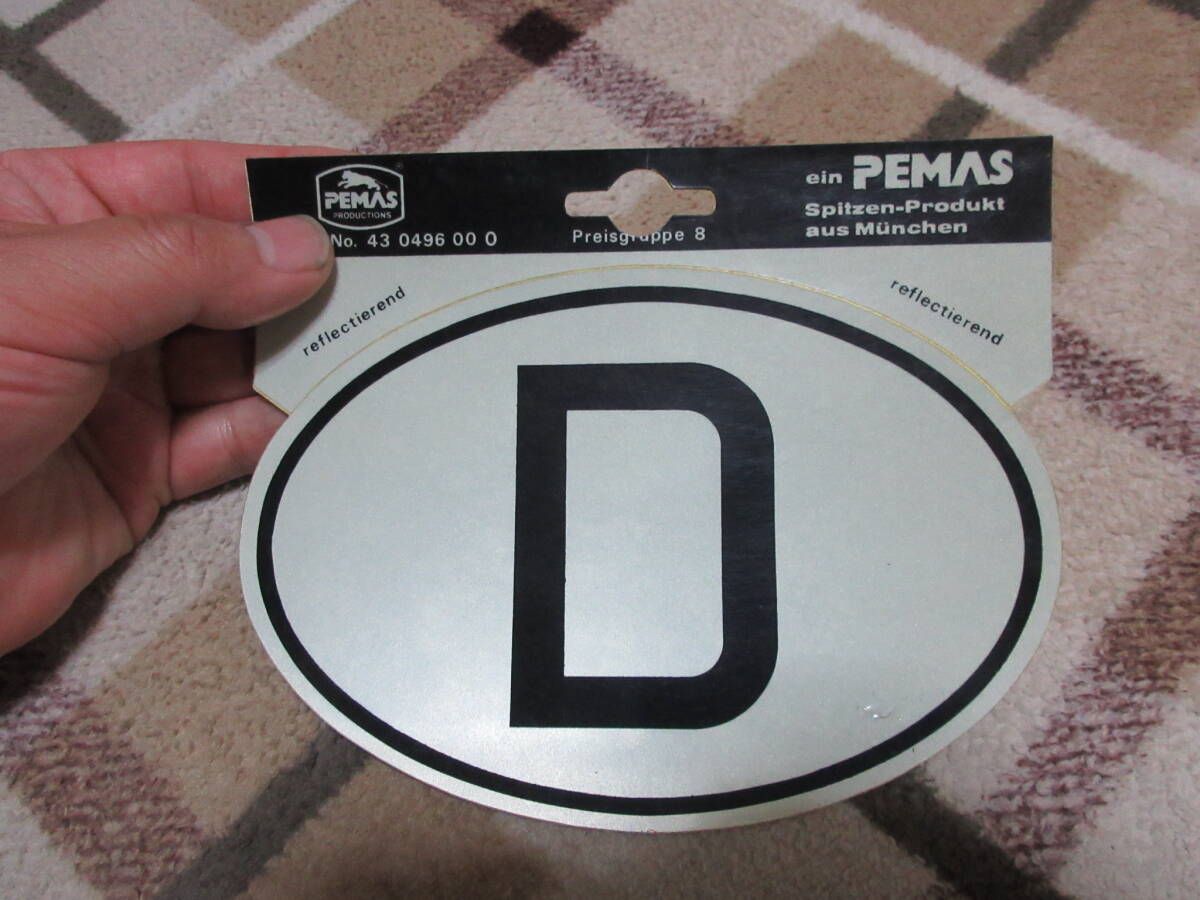 PEMAS
PRODUCTIONS
No. 43 0496 00 0
Preisgruppe 8
ein PEMAS
Spitzen-Produkt
aus München
reflectierend
reflectierend
D